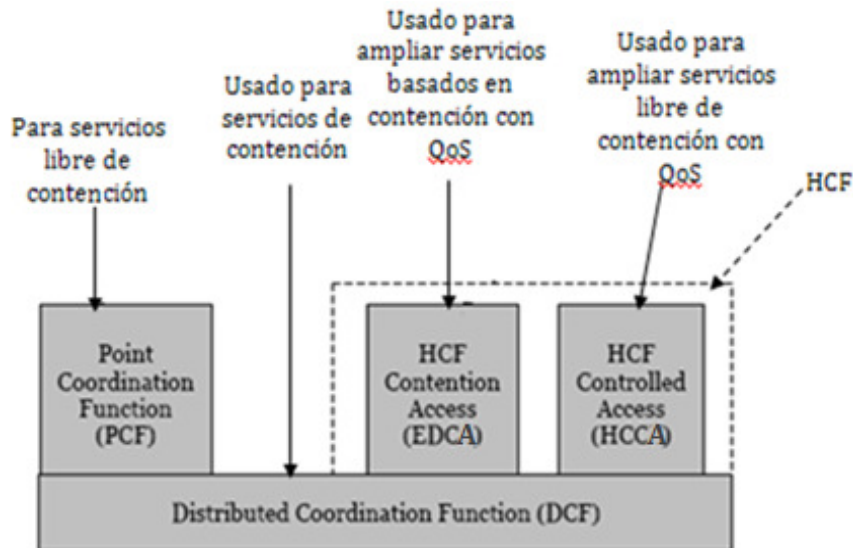 Para servicios
libre de
contención
Usado para
servicios de
contención
Usado para
ampliar servicios
basados en
contención con
QoS
Usado para
ampliar servicios
libre de
contención con
QoS
HCF
Point
Coordination
Function
(PCF)
HCF
Contention
Access
(EDCA)
HCF
Controlled
Access
(HCCA)
Distributed Coordination Function (DCF)